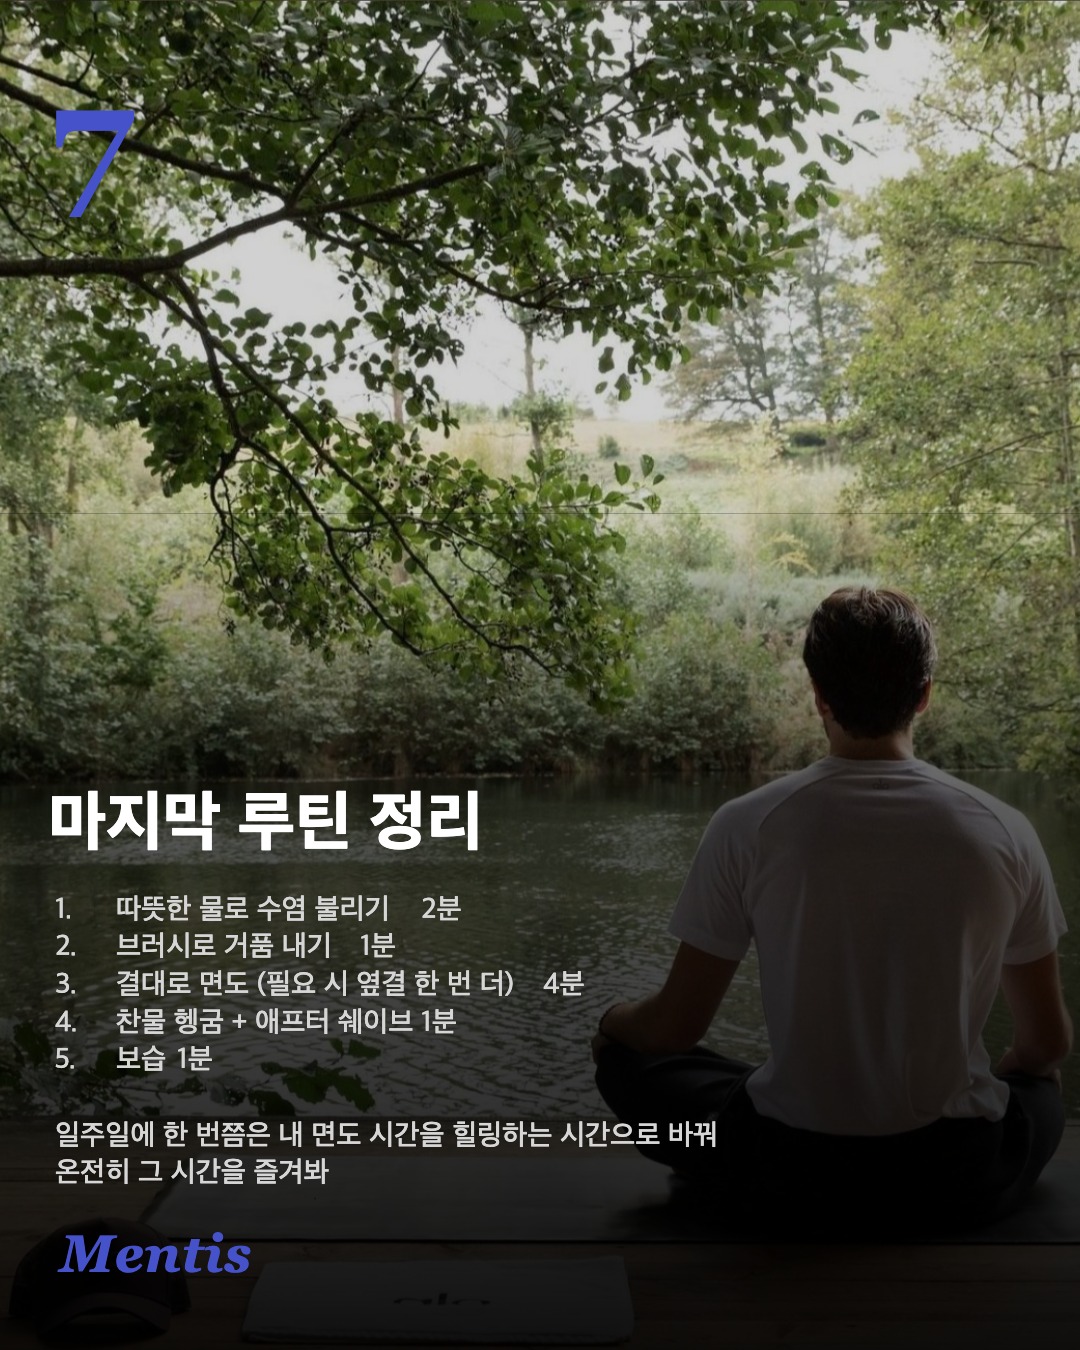 7
마지막 루틴 정리
1. 따뜻한 물로 수염 불리기 2분
2. 브러시로 거품 내기 1분
3. 결대로 면도 (필요 시 옆결 한 번 더) 4분
4. 찬물 헹굼 + 애프터 쉐이브 1분
5. 보습 1분
일주일에 한 번쯤은 내 면도 시간을 힐링하는 시간으로 바꿔
온전히 그 시간을 즐겨봐
Mentis
alo